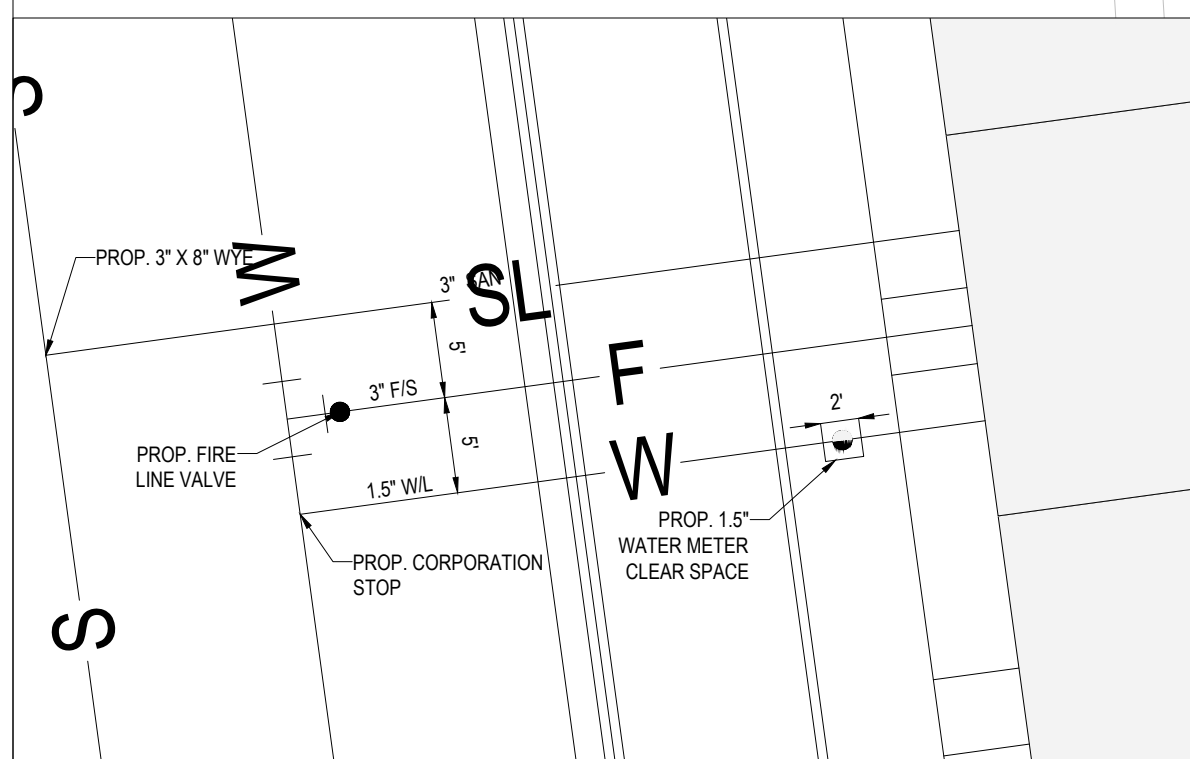 S
PROP. 3" X 8" WYE
W
3" SAN
SL
5'
F
3" F/S
2'
PROP. FIRE
LINE VALVE
5'
W
1.5" W/L
PROP. 1.5"
WATER METER
CLEAR SPACE
PROP. CORPORATION
STOP
S